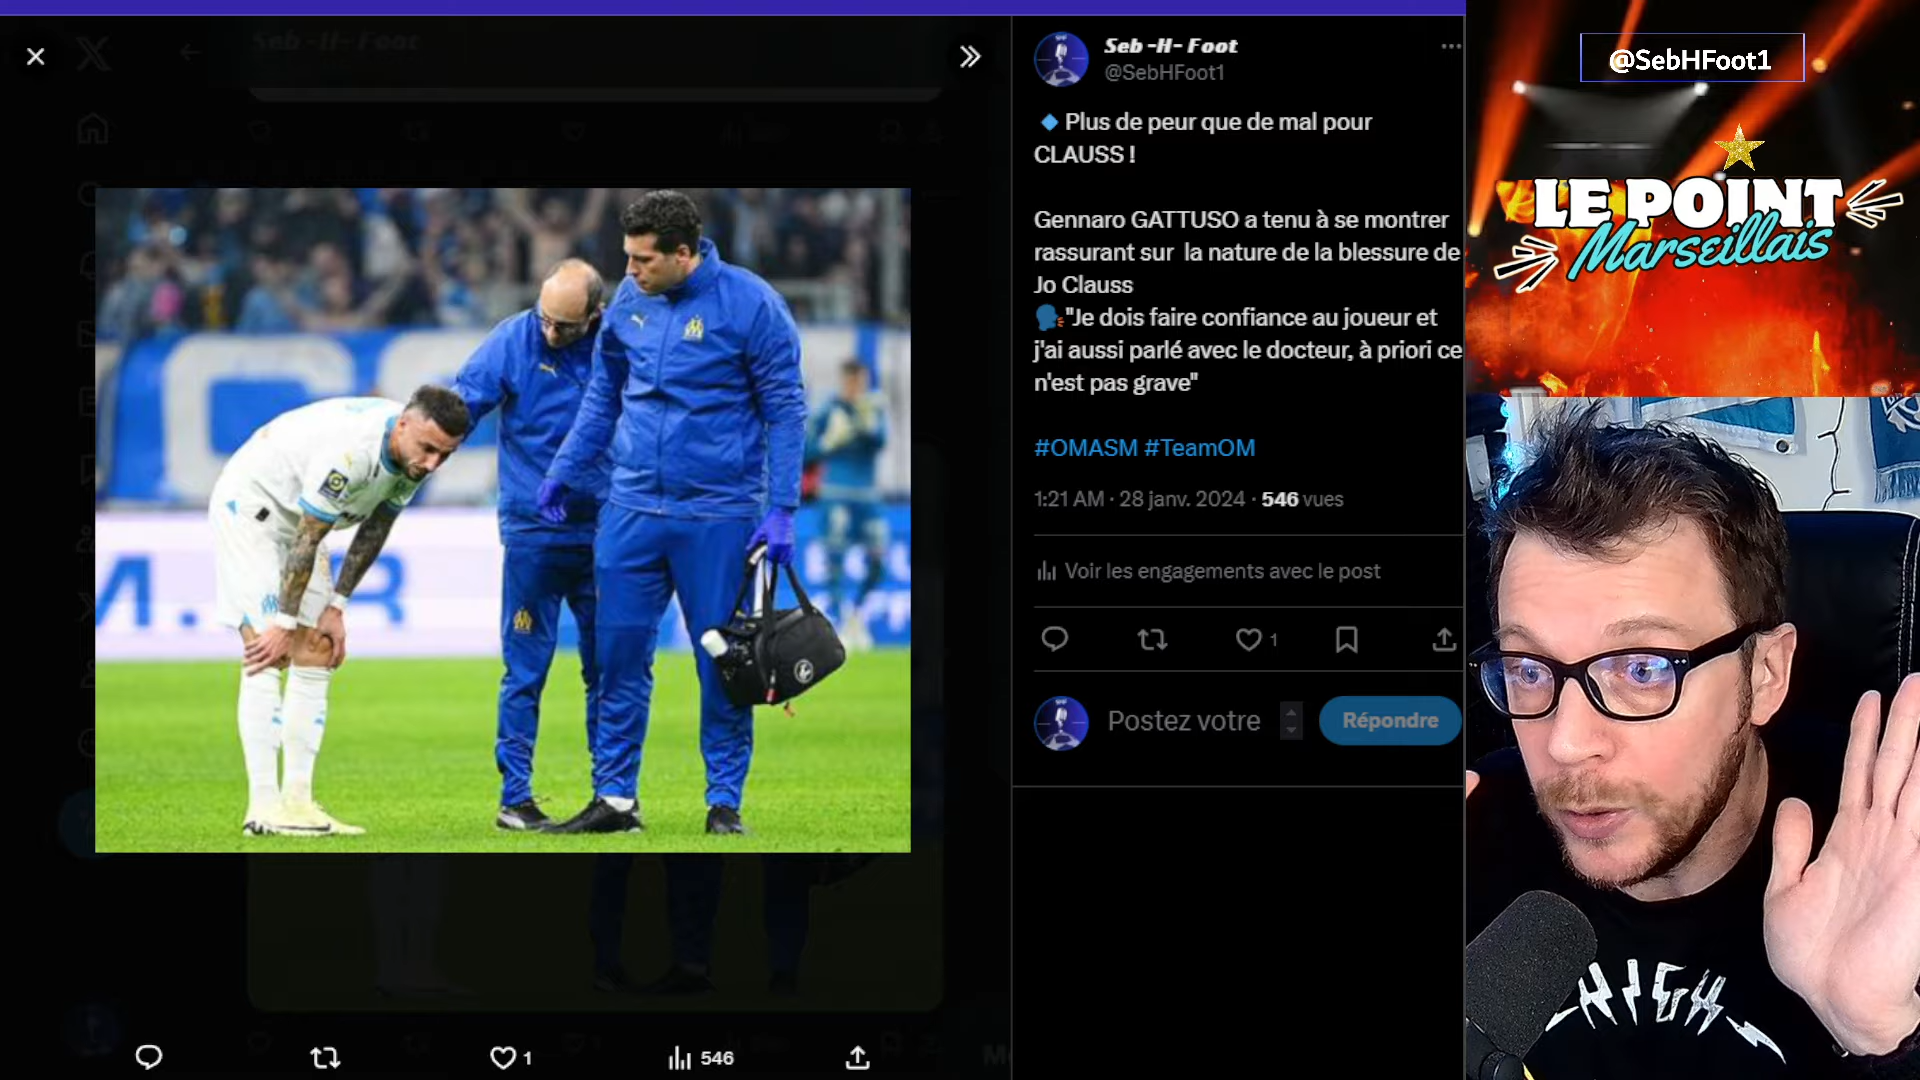 Seb -H- Foot
Seb -H- Foot
@SebHFoot1
Plus de peur que de mal pour
CLAUSS !
Gennaro GATTUSO a tenu à se montrer
rassurant sur la nature de la blessure de
Jo Clauss
"Je dois faire confiance au joueur et
j'ai aussi parlé avec le docteur, à priori ce
n'est pas grave"
#OMASM #TeamOM
1:21 AM · 28 janv. 2024 · 546 vues
Voir les engagements avec le post
1
Postez votre
Répondre
1
546
@SebHFoot1
LE POINT
Marseillais